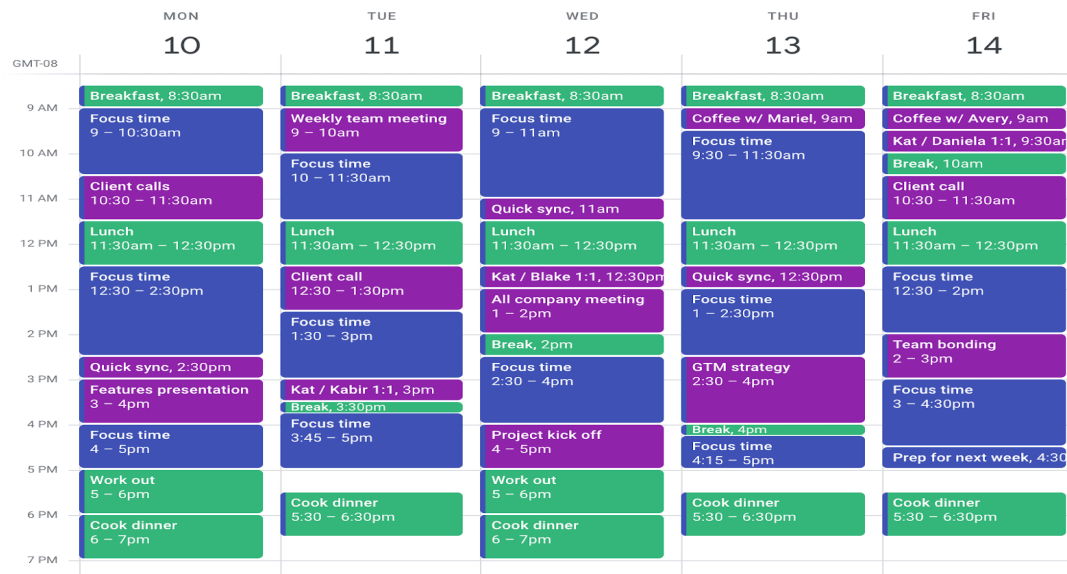 MON TUE WED THU FRI
10 11 12 13 14
GMT-08
9 AM
10 AM
11 AM
12 PM
1 PM
2 PM
3 PM
4 PM
5 PM
6 PM
7 PM
Breakfast, 8:30am
Focus time
9 – 10:30am
Client calls
10:30 – 11:30am
Lunch
11:30am – 12:30pm
Focus time
12:30 – 2:30pm
Quick sync, 2:30pm
Features presentation
3 – 4pm
Focus time
4 – 5pm
Work out
5 – 6pm
Cook dinner
6 – 7pm
Breakfast, 8:30am
Weekly team meeting
9 – 10am
Focus time
10 – 11:30am
Lunch
11:30am – 12:30pm
Client call
12:30 – 1:30pm
Focus time
1:30 – 3pm
Kat / Kabir 1:1, 3pm
Break, 3:30pm
Focus time
3:45 – 5pm
Cook dinner
5:30 – 6:30pm
Breakfast, 8:30am
Focus time
9 – 11am
Quick sync, 11am
Lunch
11:30am – 12:30pm
Kat / Blake 1:1, 12:30pm
All company meeting
1 – 2pm
Break, 2pm
Focus time
2:30 – 4pm
Project kick off
4 – 5pm
Work out
5 – 6pm
Cook dinner
6 – 7pm
Breakfast, 8:30am
Coffee w/ Mariel, 9am
Focus time
9:30 – 11:30am
Lunch
11:30am – 12:30pm
Quick sync, 12:30pm
Focus time
1 – 2:30pm
GTM strategy
2:30 – 4pm
Break, 4pm
Focus time
4:15 – 5pm
Cook dinner
5:30 – 6:30pm
Breakfast, 8:30am
Coffee w/ Avery, 9am
Kat / Daniela 1:1, 9:30am
Break, 10am
Client call
10:30 – 11:30am
Lunch
11:30am – 12:30pm
Focus time
12:30 – 2pm
Team bonding
2 – 3pm
Focus time
3 – 4:30pm
Prep for next week, 4:30
Cook dinner
5:30 – 6:30pm